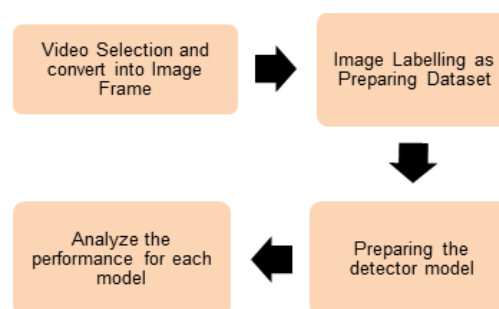 Video Selection and
convert into Image
Frame
Image Labelling as
Preparing Dataset
Preparing the
detector model
Analyze the
performance for each
model